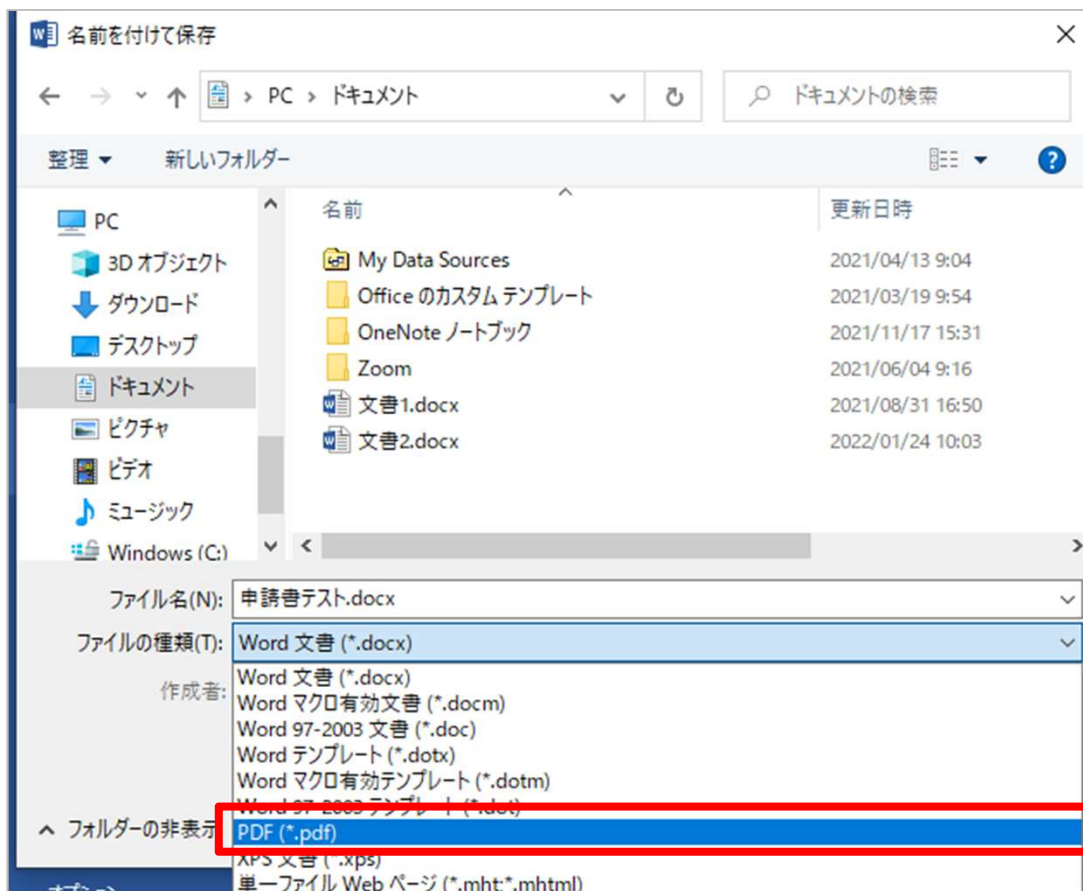 名前を付けて保存
PC > ドキュメント
ドキュメントの検索
整理
新しいフォルダー
PC
3D オブジェクト
ダウンロード
デスクトップ
ドキュメント
ピクチャ
ビデオ
ミュージック
Windows (C:)
名前
更新日時
My Data Sources 2021/04/13 9:04
Office のカスタム テンプレート 2021/03/19 9:54
OneNote ノートブック 2021/11/17 15:31
Zoom 2021/06/04 9:16
文書1.docx 2021/08/31 16:50
文書2.docx 2022/01/24 10:03
ファイル名(N): 申請書テスト.docx
ファイルの種類(T): Word 文書 (*.docx)
作成者:
Word 文書 (*.docx)
Word マクロ有効文書 (*.docm)
Word 97-2003 文書 (*.doc)
Word テンプレート (*.dotx)
Word マクロ有効テンプレート (*.dotm)
Word 97-2003 テンプレート (*.dot)
フォルダーの非表示
PDF (*.pdf)
XPS 文書 (*.xps)
単一ファイル Web ページ (*.mht;*.mhtml)
オプション